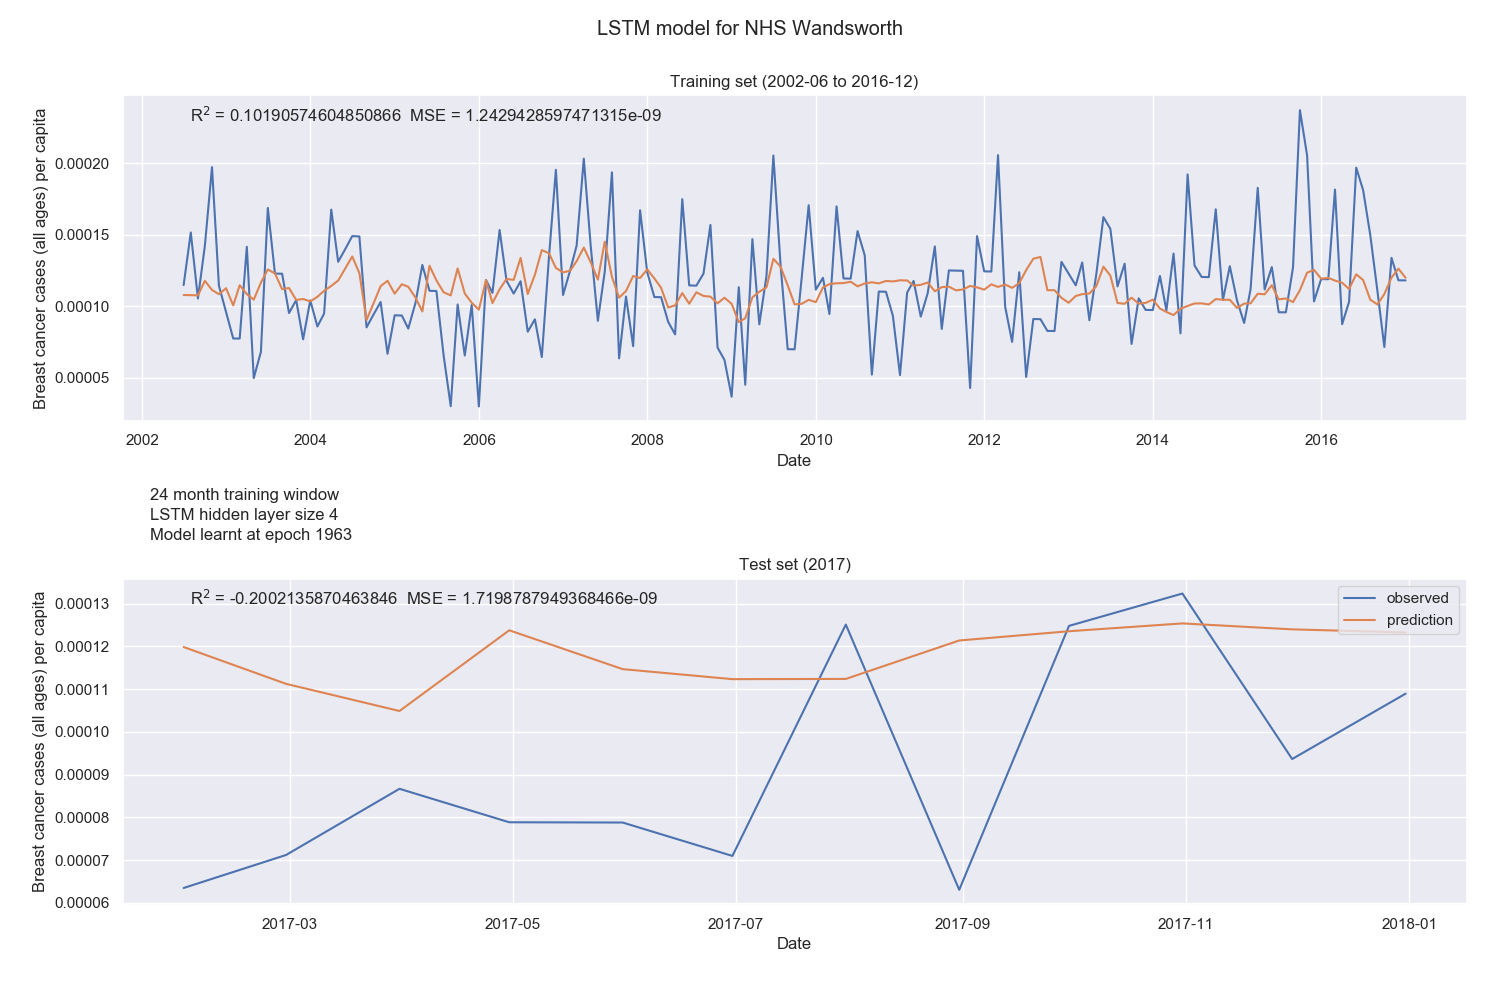 LSTM model for NHS Wandsworth
Training set (2002-06 to 2016-12)
R² = 0.10190574604850866 MSE = 1.2429428597471315e-09
Breast cancer cases (all ages) per capita
0.00020
0.00015
0.00010
0.00005
2002 2004 2006 2008 2010 2012 2014 2016
Date
24 month training window
LSTM hidden layer size 4
Model learnt at epoch 1963
Test set (2017)
R² = -0.2002135870463846 MSE = 1.7198787949368466e-09
observed
prediction
Breast cancer cases (all ages) per capita
0.00013
0.00012
0.00011
0.00010
0.00009
0.00008
0.00007
0.00006
2017-03 2017-05 2017-07 2017-09 2017-11 2018-01
Date